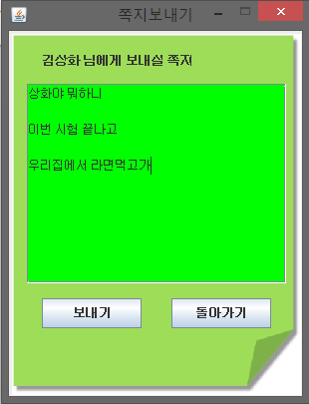 쪽지보내기
김상화 님에게 보내실 쪽지
상화야 뭐하니
이번 시험 끝나고
우리집에서 라면먹고가
보내기
돌아가기